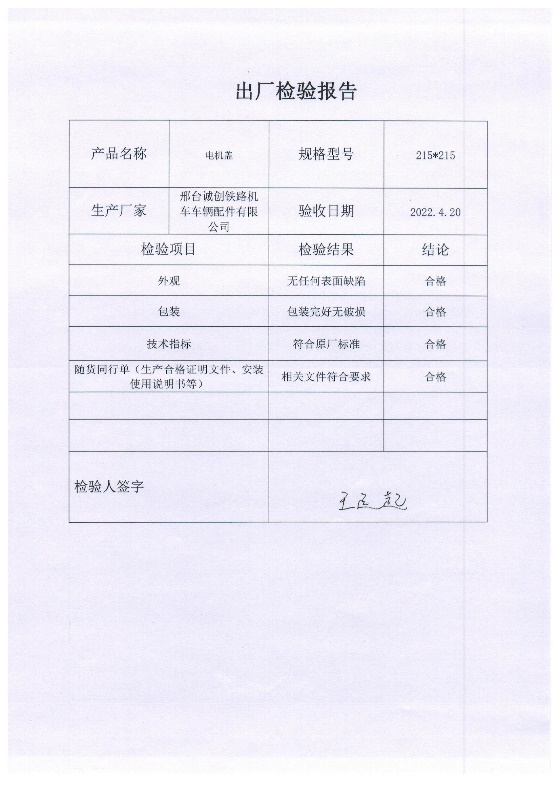 出厂检验报告
产品名称 电机盖 规格型号 215*215
生产厂家 邢台诚创铁路机车车辆配件有限公司 验收日期 2022.4.20
检验项目 检验结果 结论
外观 无任何表面缺陷 合格
包装 包装完好无破损 合格
技术指标 符合原厂标准 合格
随货同行单（生产合格证明文件、安装使用说明书等） 相关文件符合要求 合格
检验人签字